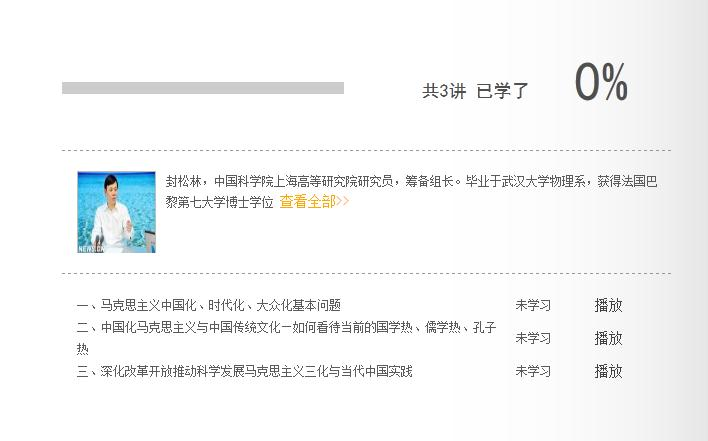 共3讲 已学了 0%
封松林，中国科学院上海高等研究院研究员，筹备组长。毕业于武汉大学物理系，获得法国巴
黎第七大学博士学位 查看全部>>
一、马克思主义中国化、时代化、大众化基本问题 未学习 播放
二、中国化马克思主义与中国传统文化—如何看待当前的国学热、儒学热、孔子
热 未学习 播放
三、深化改革开放推动科学发展马克思主义三化与当代中国实践 未学习 播放